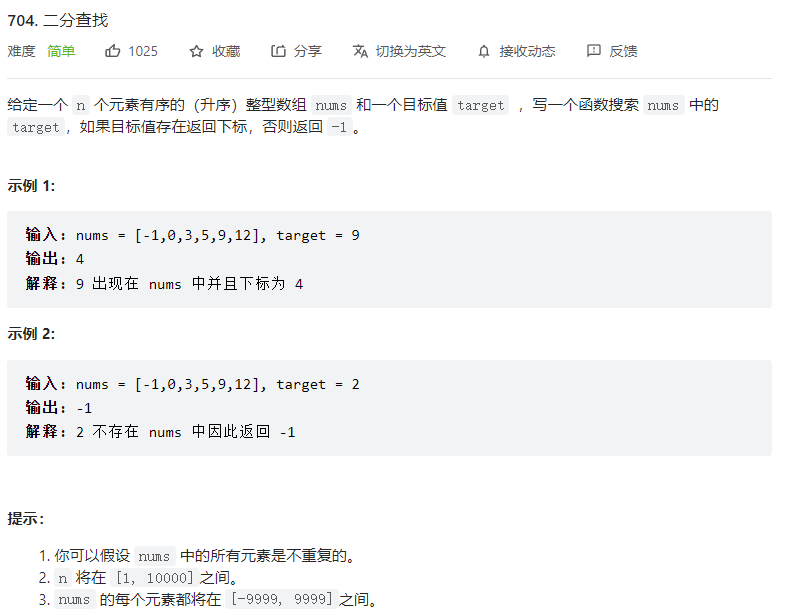 704. 二分查找
难度 简单 1025 收藏 分享 切换为英文 接收动态 反馈
给定一个 n 个元素有序的（升序）整型数组 nums 和一个目标值 target ，写一个函数搜索 nums 中的
target，如果目标值存在返回下标，否则返回 -1。
示例 1:
输入: nums = [-1,0,3,5,9,12], target = 9
输出: 4
解释: 9 出现在 nums 中并且下标为 4
示例 2:
输入: nums = [-1,0,3,5,9,12], target = 2
输出: -1
解释: 2 不存在 nums 中因此返回 -1
提示：
1. 你可以假设 nums 中的所有元素是不重复的。
2. n 将在 [1, 10000]之间。
3. nums 的每个元素都将在 [-9999, 9999]之间。